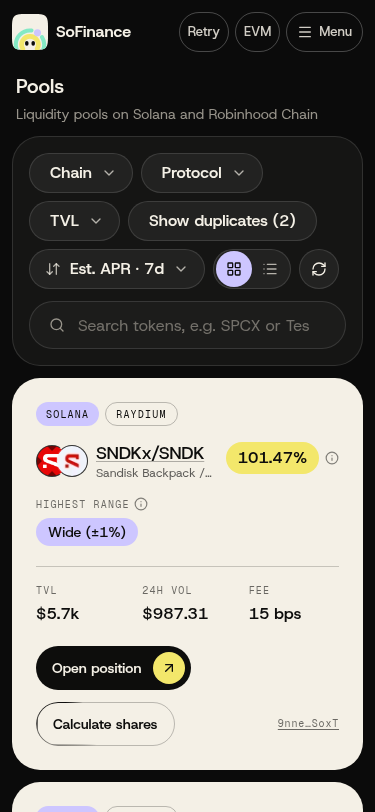 SoFinance
Retry
EVM
Menu
Pools
Liquidity pools on Solana and Robinhood Chain
Chain
Protocol
TVL
Show duplicates (2)
Est. APR · 7d
Search tokens, e.g. SPCX or Tes
SOLANA
RAYDIUM
SNDKx/SNDK
101.47%
Sandisk Backpack /…
HIGHEST RANGE
Wide (±1%)
TVL
24H VOL
FEE
$5.7k
$987.31
15 bps
Open position
Calculate shares
9nne…SoxT